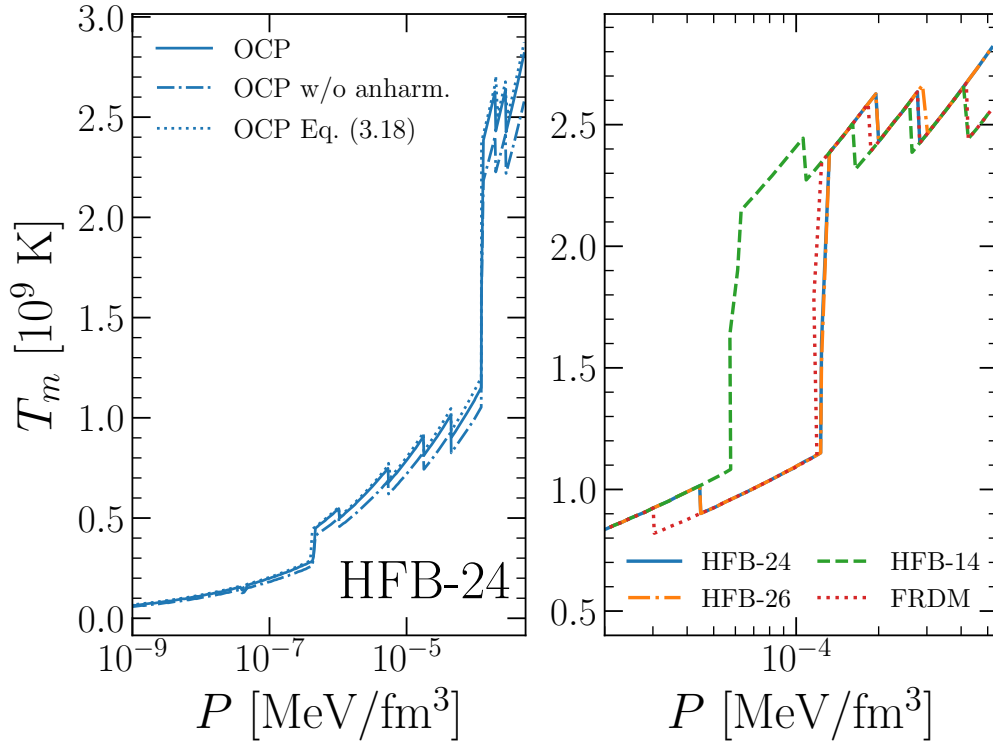 3.0
2.5
2.0
1.5
1.0
0.5
0.0
T_m [10^9 K]
OCP
OCP w/o anharm.
OCP Eq. (3.18)
HFB-24
10^−9
10^−7
10^−5
P [MeV/fm^3]
2.5
2.0
1.5
1.0
0.5
HFB-24
HFB-26
HFB-14
FRDM
10^−4
P [MeV/fm^3]